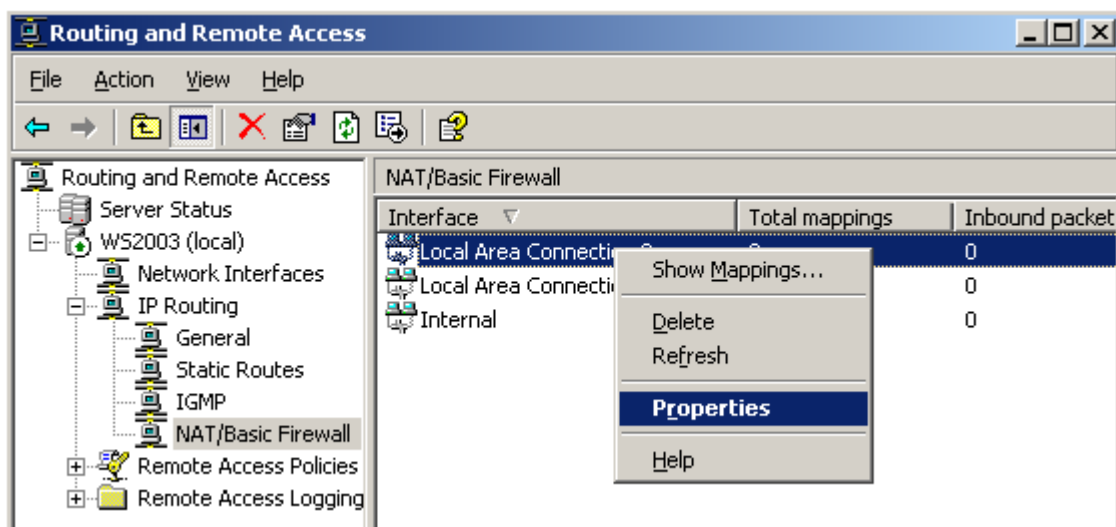 Routing and Remote Access
File Action View Help
Routing and Remote Access
Server Status
WS2003 (local)
Network Interfaces
IP Routing
General
Static Routes
IGMP
NAT/Basic Firewall
Remote Access Policies
Remote Access Logging
NAT/Basic Firewall
Interface Total mappings Inbound packet
Local Area Connecti 0
Local Area Connecti 0
Internal 0
Show Mappings...
Delete
Refresh
Properties
Help